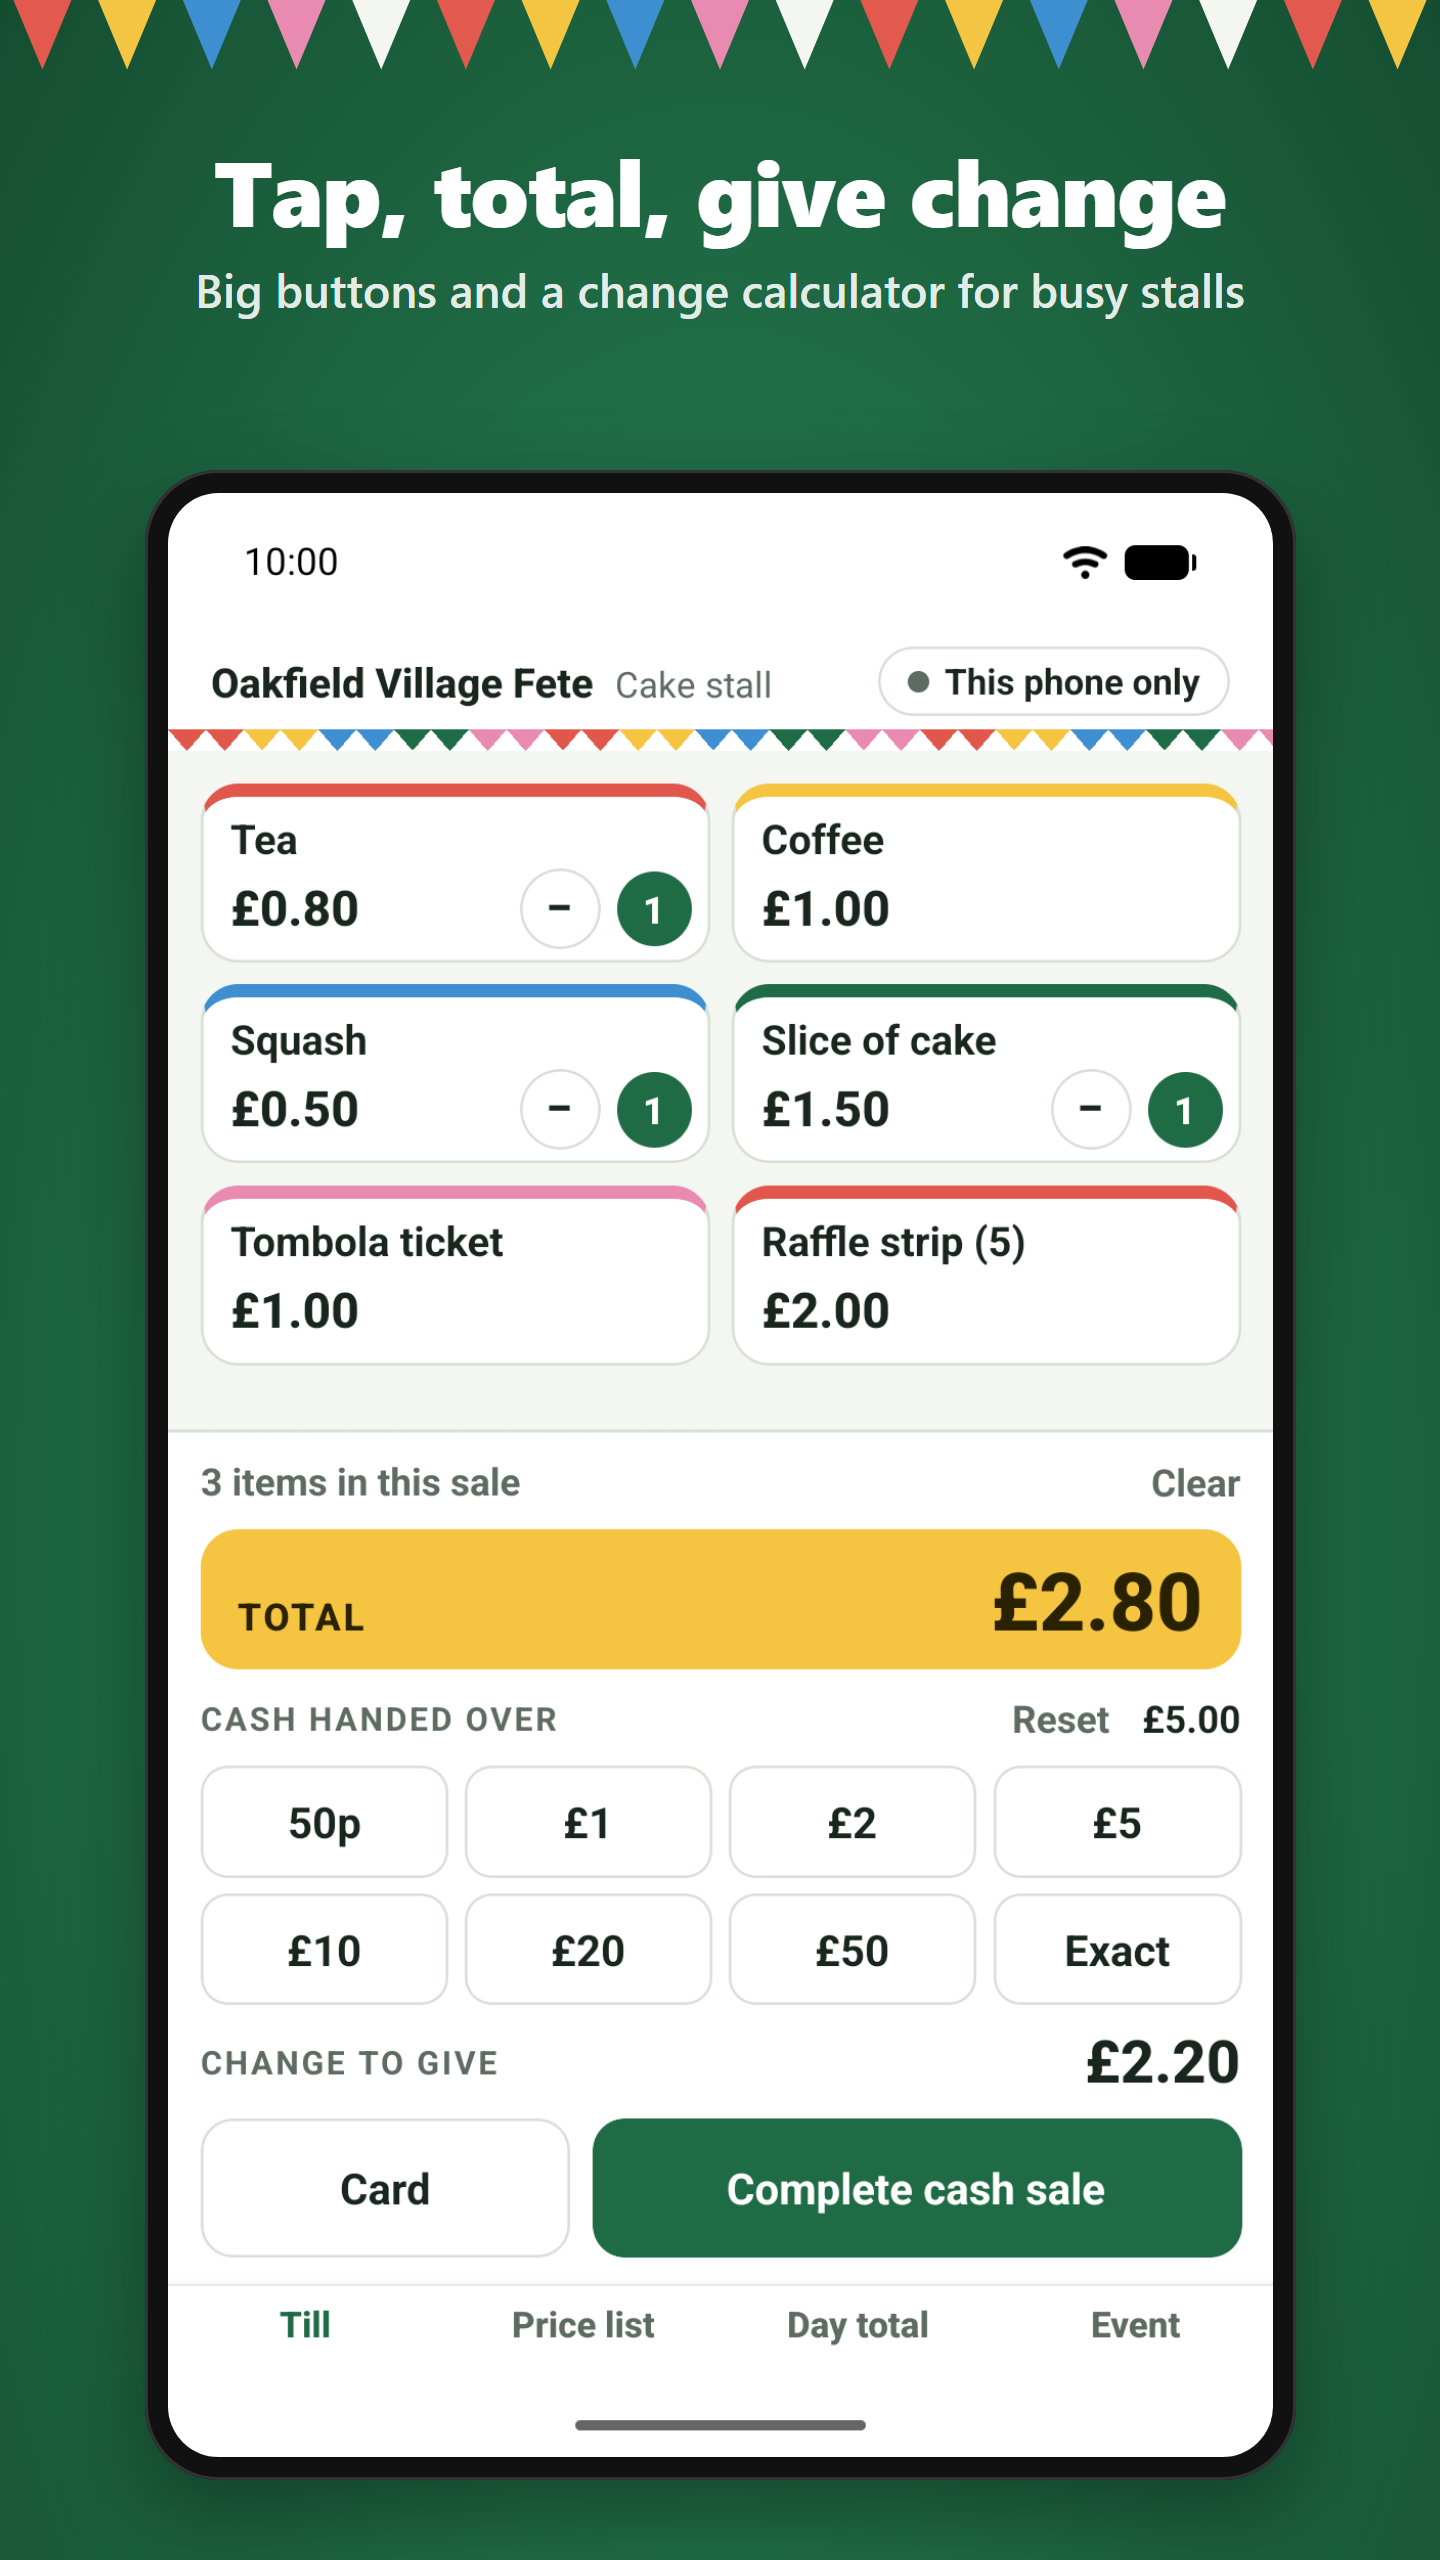 Tap, total, give change
Big buttons and a change calculator for busy stalls
10:00
Oakfield Village Fete Cake stall This phone only
Tea Coffee
£0.80 − 1 £1.00
Squash Slice of cake
£0.50 − 1 £1.50 − 1
Tombola ticket Raffle strip (5)
£1.00 £2.00
3 items in this sale Clear
TOTAL £2.80
CASH HANDED OVER Reset £5.00
50p £1 £2 £5
£10 £20 £50 Exact
CHANGE TO GIVE £2.20
Card Complete cash sale
Till Price list Day total Event